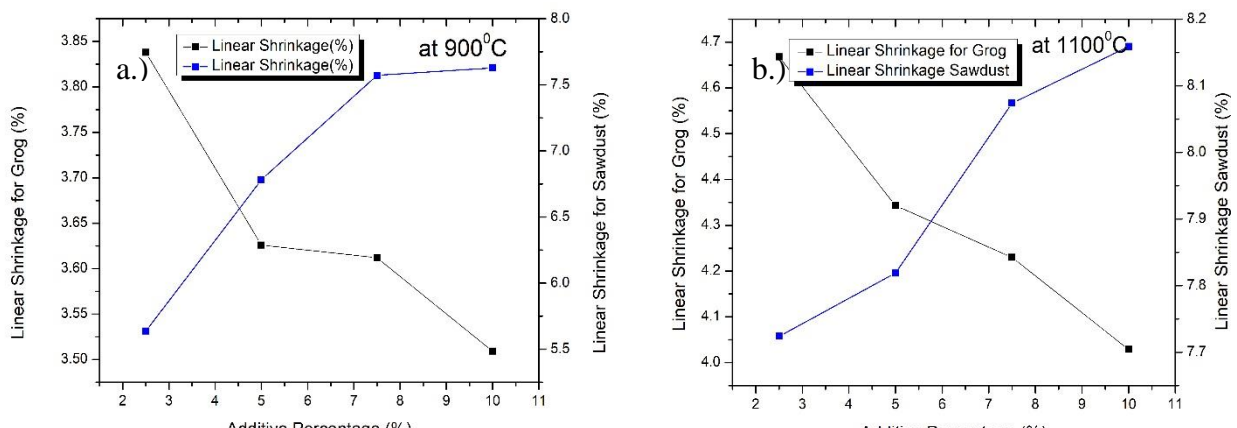 a.)
Linear Shrinkage(%)
Linear Shrinkage(%)
at 900⁰C
Linear Shrinkage for Grog (%)
3.85
3.80
3.75
3.70
3.65
3.60
3.55
3.50
8.0
7.5
7.0
6.5
6.0
5.5
Linear Shrinkage for Sawdust (%)
2 3 4 5 6 7 8 9 10 11
Additive Percentage (%)
b.)
Linear Shrinkage for Grog
Linear Shrinkage Sawdust
at 1100⁰C
Linear Shrinkage for Grog (%)
4.7
4.6
4.5
4.4
4.3
4.2
4.1
4.0
8.2
8.1
8.0
7.9
7.8
7.7
Linear Shrinkage Sawdust (%)
2 3 4 5 6 7 8 9 10 11
Additive Percentage (%)